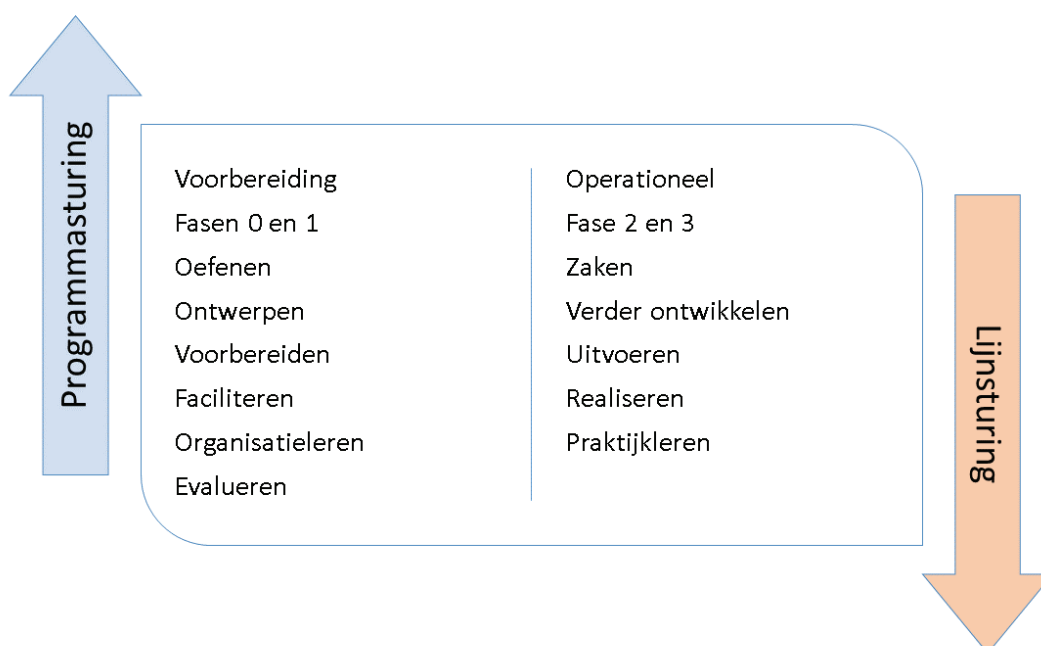 Programmasturing
Voorbereiding
Fasen 0 en 1
Oefenen
Ontwerpen
Voorbereiden
Faciliteren
Organisatieleren
Evalueren
Operationeel
Fase 2 en 3
Zaken
Verder ontwikkelen
Uitvoeren
Realiseren
Praktijkleren
Lijnsturing